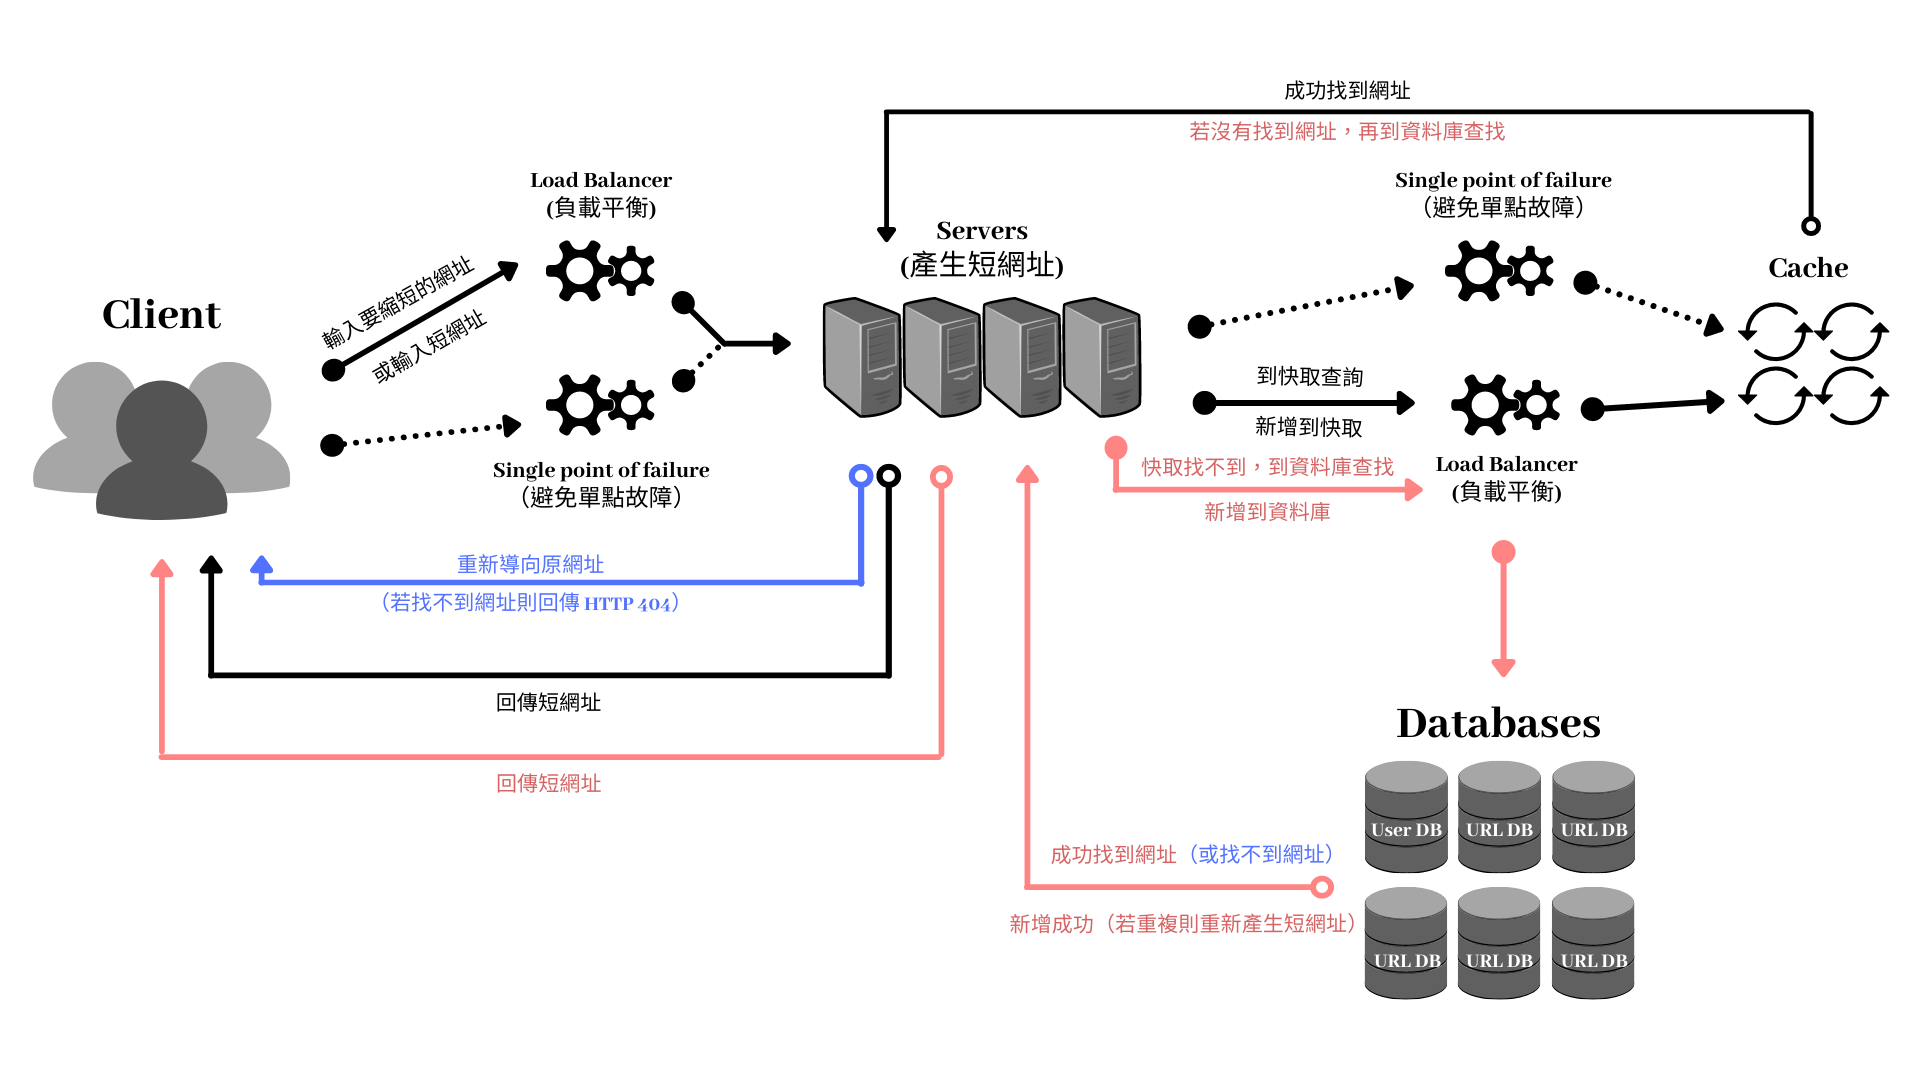 成功找到網址
若沒有找到網址，再到資料庫查找
Load Balancer
(負載平衡)
Single point of failure
（避免單點故障）
Servers
(產生短網址)
Cache
Client
輸入要縮短的網址
或輸入短網址
到快取查詢
新增到快取
Single point of failure
（避免單點故障）
快取找不到，到資料庫查找
新增到資料庫
Load Balancer
(負載平衡)
重新導向原網址
（若找不到網址則回傳 HTTP 404）
回傳短網址
回傳短網址
Databases
User DB
URL DB
URL DB
成功找到網址（或找不到網址）
新增成功（若重複則重新產生短網址）
URL DB
URL DB
URL DB